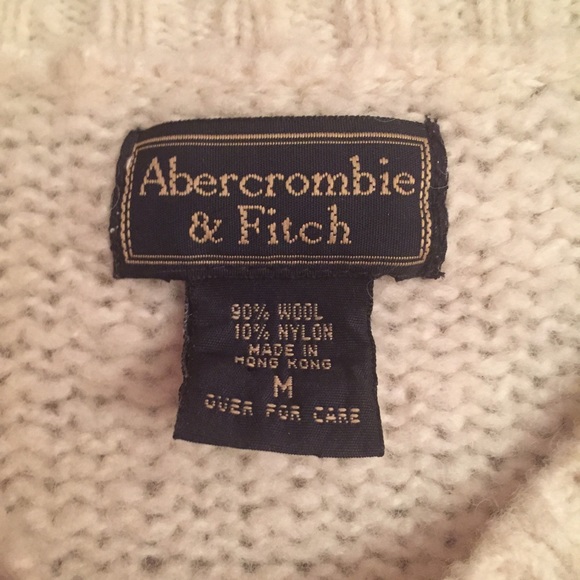 Abercrombie
& Fitch
90% WOOL
10% NYLON
MADE IN
HONG KONG
M
OVER FOR CARE